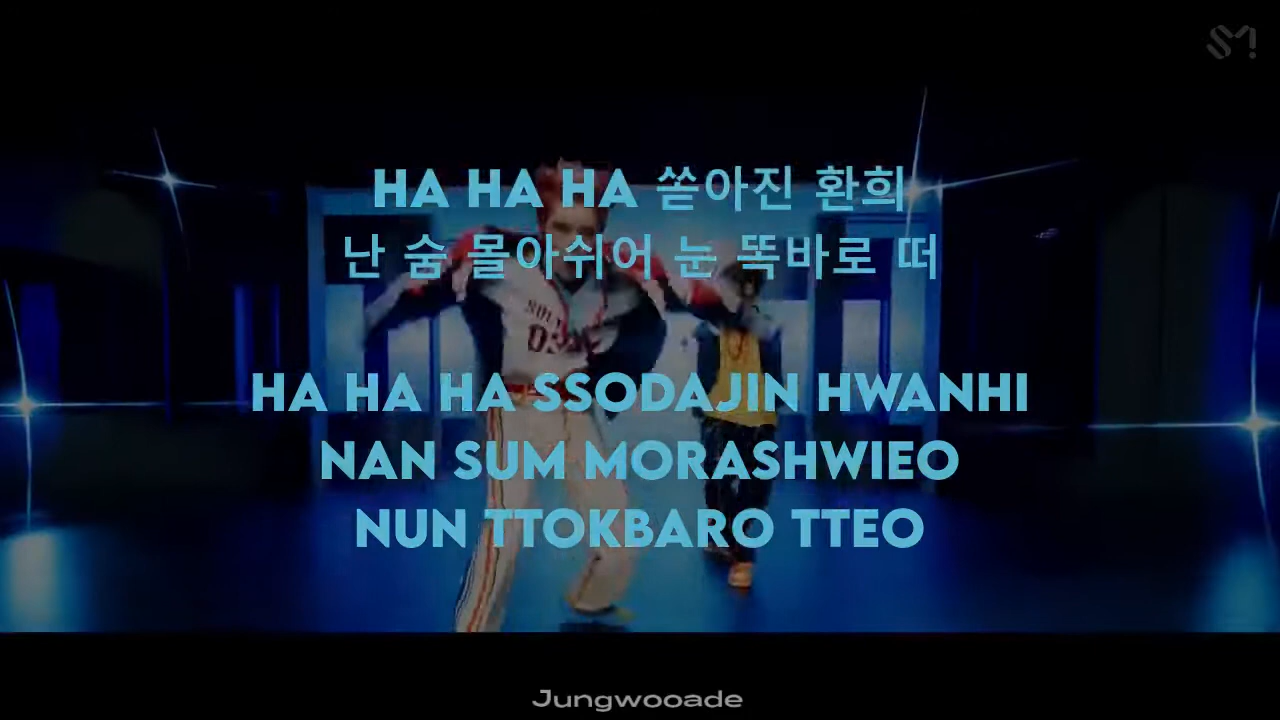 SM!
HA HA HA 쏟아진 환희
난 숨 몰아쉬어 눈 똑바로 떠
HA HA HA SSODAJIN HWANHI
NAN SUM MORASHWIEO
NUN TTOKBARO TTEO
Jungwooade